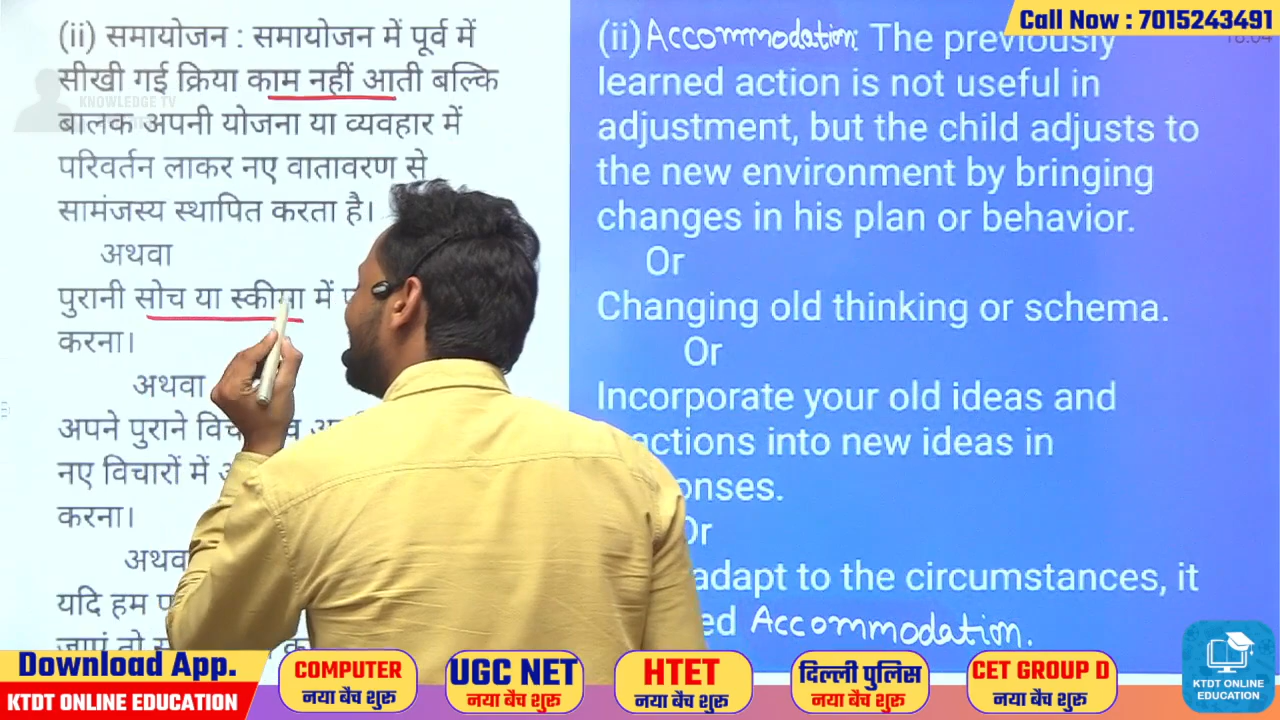 Call Now : 7015243491
(ii) समायोजन : समायोजन में पूर्व में
सीखी गई क्रिया काम नहीं आती बल्कि
KNOWLEDGE TV
बालक अपनी योजना या व्यवहार में
परिवर्तन लाकर नए वातावरण से
सामंजस्य स्थापित करता है।
अथवा
पुरानी सोच या स्कीमा में
करना।
अथवा
अपने पुराने
नए विचारों में
करना।
यदि हम
(ii) Accommodation: The previously
learned action is not useful in
adjustment, but the child adjusts to
the new environment by bringing
changes in his plan or behavior.
Or
Changing old thinking or schema.
Or
Incorporate your old ideas and
into new ideas in
Or
adapt to the circumstances, it
Accommodation.
Download App.
KTDT ONLINE EDUCATION
COMPUTER
नया बैच शुरू
UGC NET
नया बैच शुरू
HTET
नया बैच शुरू
दिल्ली पुलिस
नया बैच शुरू
CET GROUP D
नया बैच शुरू
KTDT ONLINE
EDUCATION